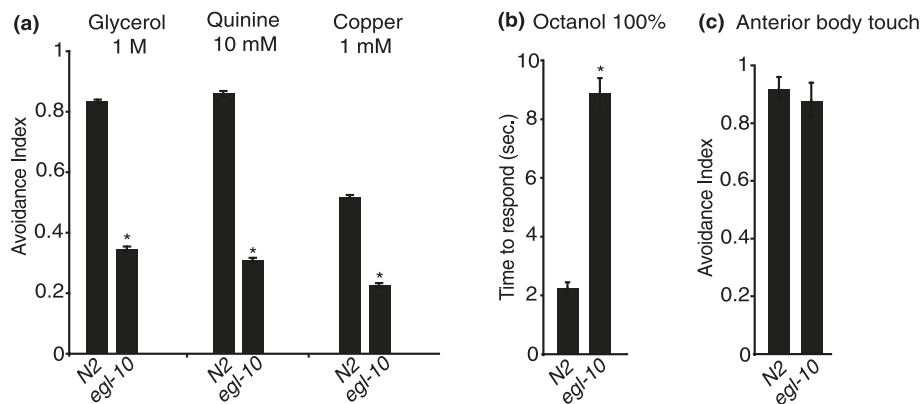 (a)
Glycerol
1 M
Quinine
10 mM
Copper
1 mM
Avoidance Index
1
0.8
0.6
0.4
0.2
0
*
*
*
N2
egl-10
N2
egl-10
N2
egl-10
(b) Octanol 100%
Time to respond (sec.)
10
8
6
4
2
0
*
N2
egl-10
(c) Anterior body touch
Avoidance Index
1
0.8
0.6
0.4
0.2
0
N2
egl-10